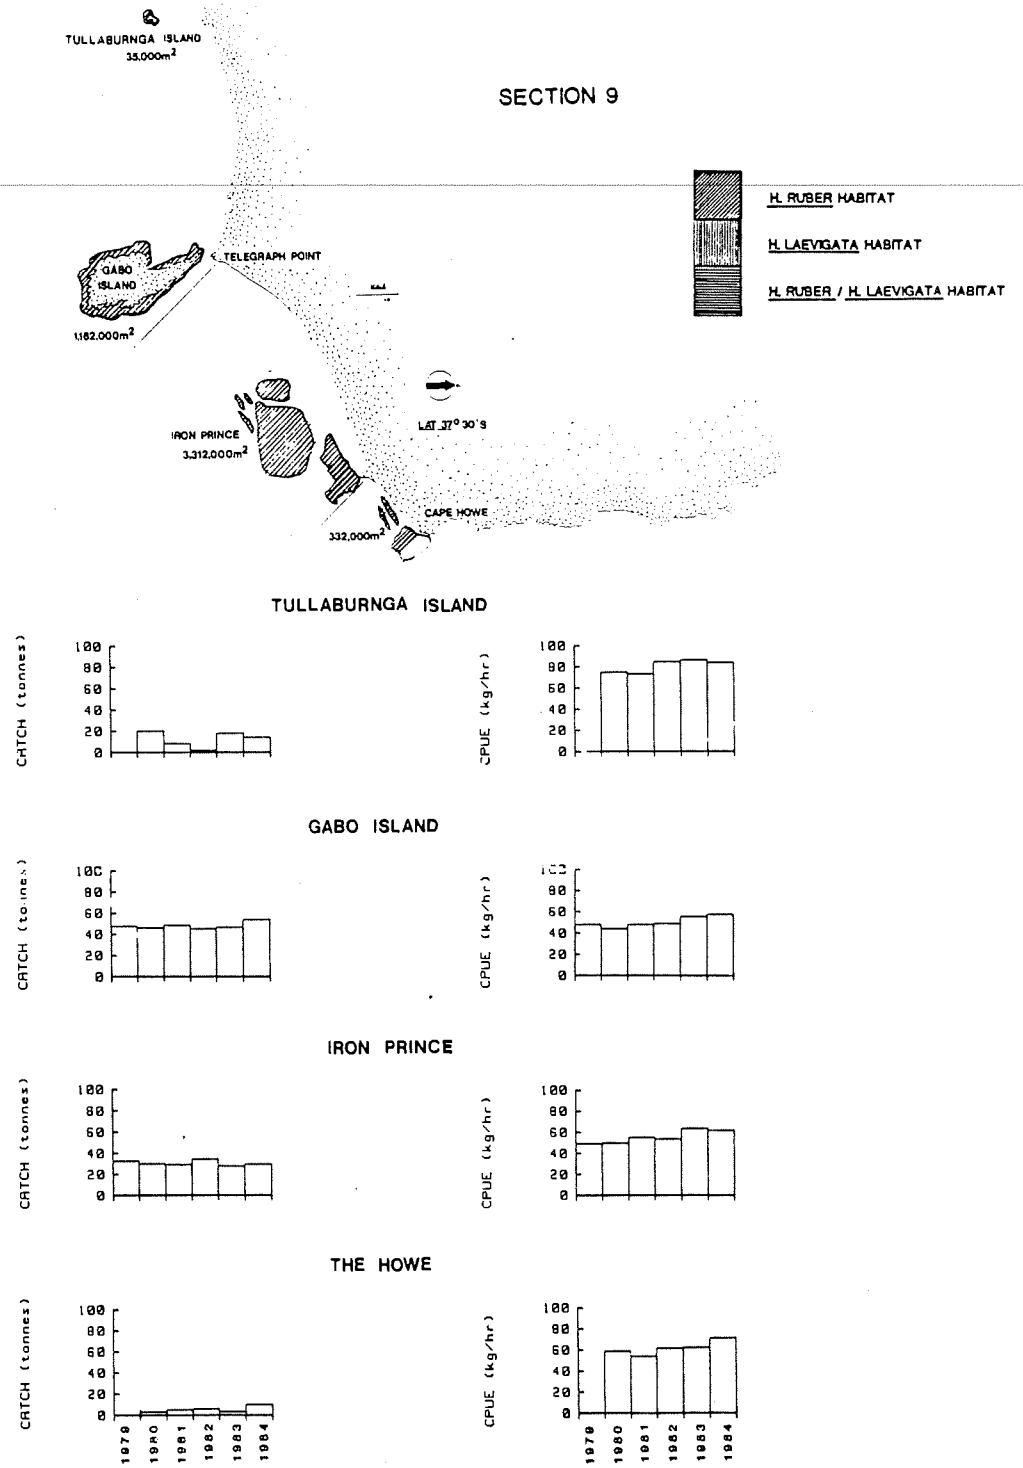 TULLABURNGA ISLAND
35,000m²
SECTION 9
H. RUBER HABITAT
H. LAEVIGATA HABITAT
H. RUBER / H. LAEVIGATA HABITAT
TELEGRAPH POINT
GABO
ISLAND
1,162,000m²
LAT 37° 30'S
IRON PRINCE
3,312,000m²
CAPE HOWE
332,000m²
TULLABURNGA ISLAND
CATCH (tonnes)
100
80
60
40
20
0
CPUE (kg/hr)
100
80
60
40
20
0
GABO ISLAND
CATCH
80
60
40
20
0
CPUE (kg/hr)
80
60
40
20
0
IRON PRINCE
CATCH (tonnes)
100
80
60
40
20
0
CPUE (kg/hr)
100
80
60
40
20
0
THE HOWE
CATCH (tonnes)
100
80
60
40
20
0
1979 1980 1981 1982 1983 1984
CPUE (kg/hr)
100
80
60
40
20
0
1979 1980 1981 1982 1983 1984